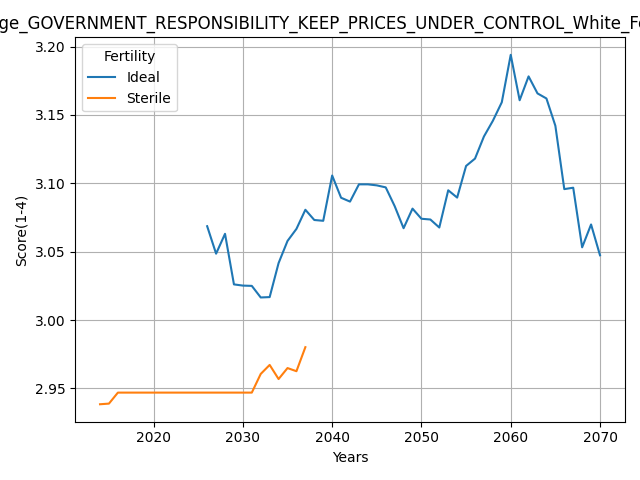 ge_GOVERNMENT_RESPONSIBILITY_KEEP_PRICES_UNDER_CONTROL_White_Fe
Fertility
Ideal
Sterile
Score(1-4)
3.20
3.15
3.10
3.05
3.00
2.95
2020 2030 2040 2050 2060 2070
Years